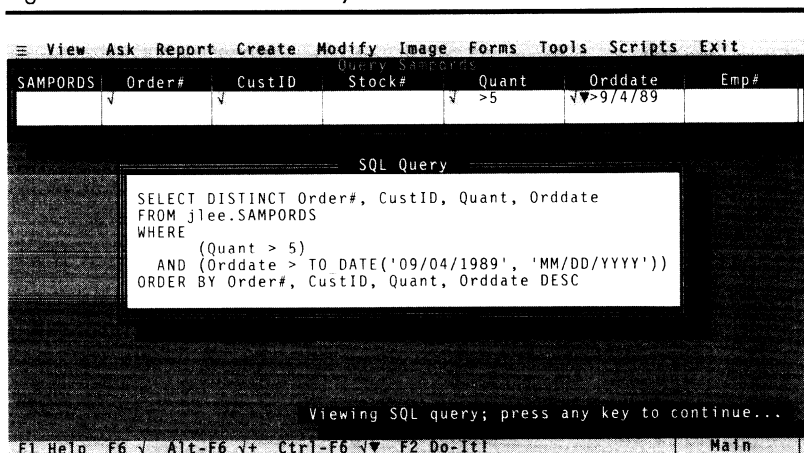 ≡ View Ask Report Create Modify Image Forms Tools Scripts Exit
Query Sampords
SAMPORDS Order# CustID Stock# Quant Orddate Emp#
√ √ √ >5 √▼>9/4/89
SQL Query
SELECT DISTINCT Order#, CustID, Quant, Orddate
FROM jlee.SAMPORDS
WHERE
(Quant > 5)
AND (Orddate > TO_DATE('09/04/1989', 'MM/DD/YYYY'))
ORDER BY Order#, CustID, Quant, Orddate DESC
Viewing SQL query; press any key to continue...
F1 Help F6 √ Alt-F6 √+ Ctrl-F6 √▼ F2 Do-It! Main